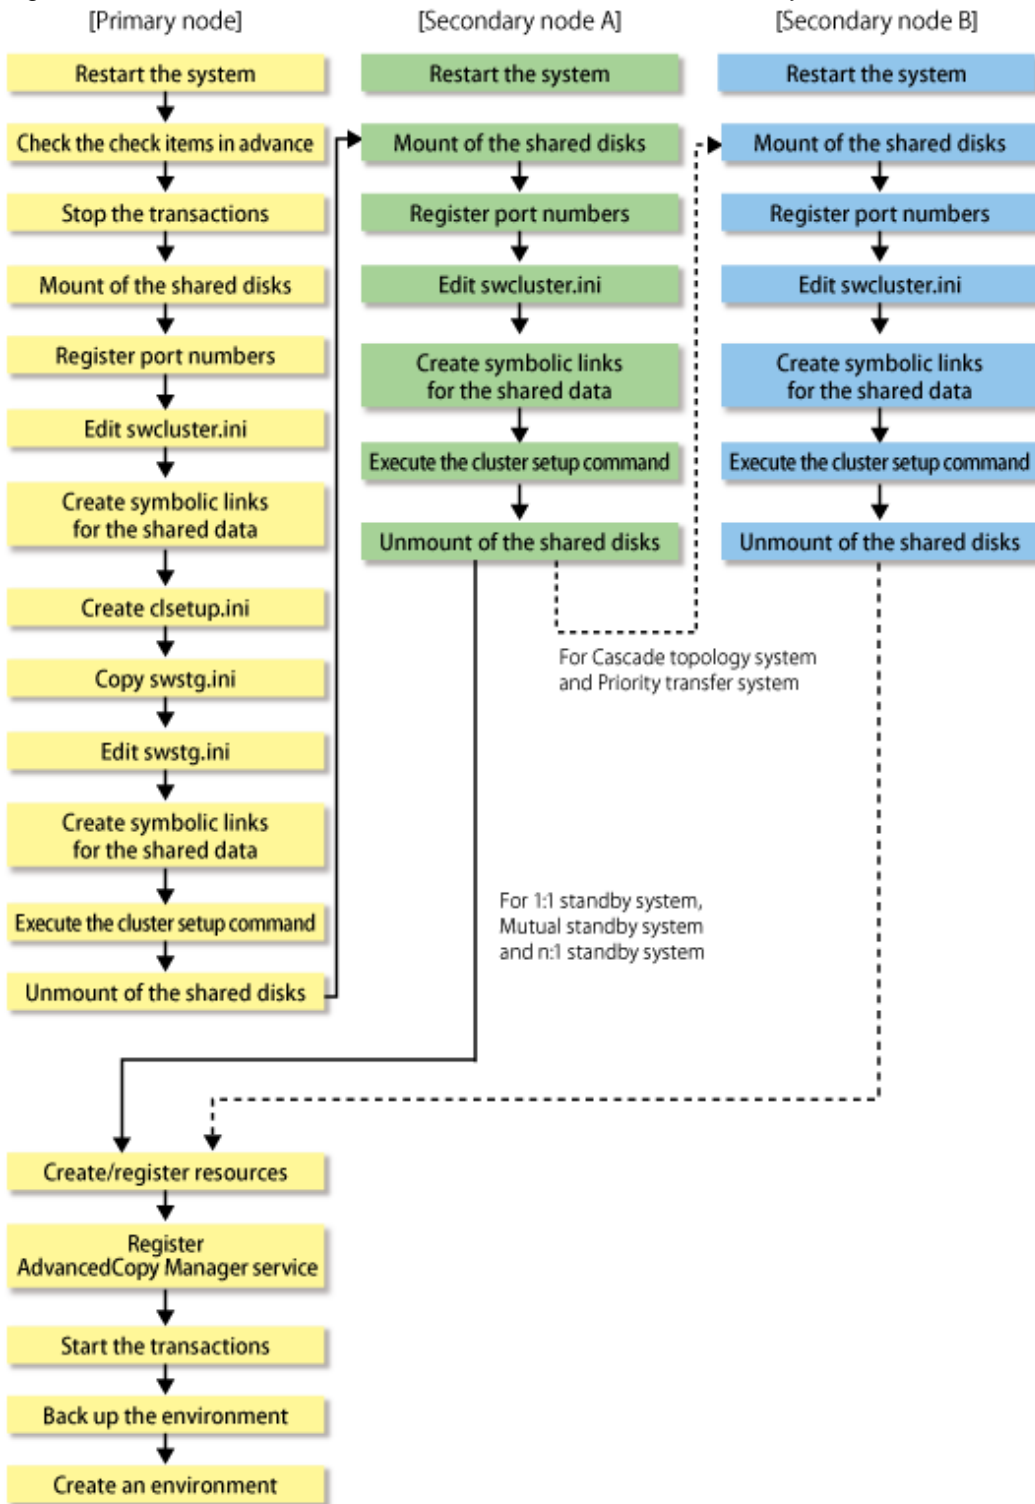 [Primary node]
Restart the system
Check the check items in advance
Stop the transactions
Mount of the shared disks
Register port numbers
Edit swcluster.ini
Create symbolic links
for the shared data
Create clsetup.ini
Copy swstg.ini
Edit swstg.ini
Create symbolic links
for the shared data
Execute the cluster setup command
Unmount of the shared disks
[Secondary node A]
Restart the system
Mount of the shared disks
Register port numbers
Edit swcluster.ini
Create symbolic links
for the shared data
Execute the cluster setup command
Unmount of the shared disks
[Secondary node B]
Restart the system
Mount of the shared disks
Register port numbers
Edit swcluster.ini
Create symbolic links
for the shared data
Execute the cluster setup command
Unmount of the shared disks
For Cascade topology system
and Priority transfer system
For 1:1 standby system,
Mutual standby system
and n:1 standby system
Create/register resources
Register
AdvancedCopy Manager service
Start the transactions
Back up the environment
Create an environment